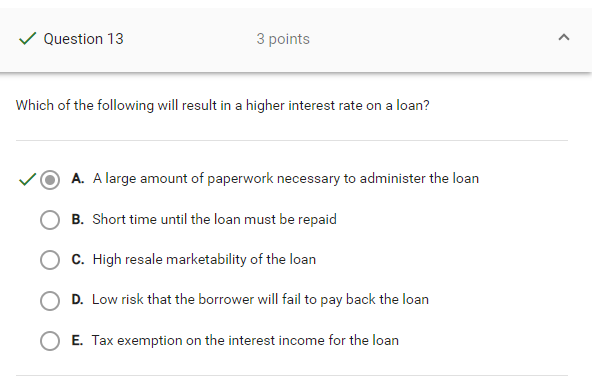 Question 13 3 points
Which of the following will result in a higher interest rate on a loan?
A. A large amount of paperwork necessary to administer the loan
B. Short time until the loan must be repaid
C. High resale marketability of the loan
D. Low risk that the borrower will fail to pay back the loan
E. Tax exemption on the interest income for the loan